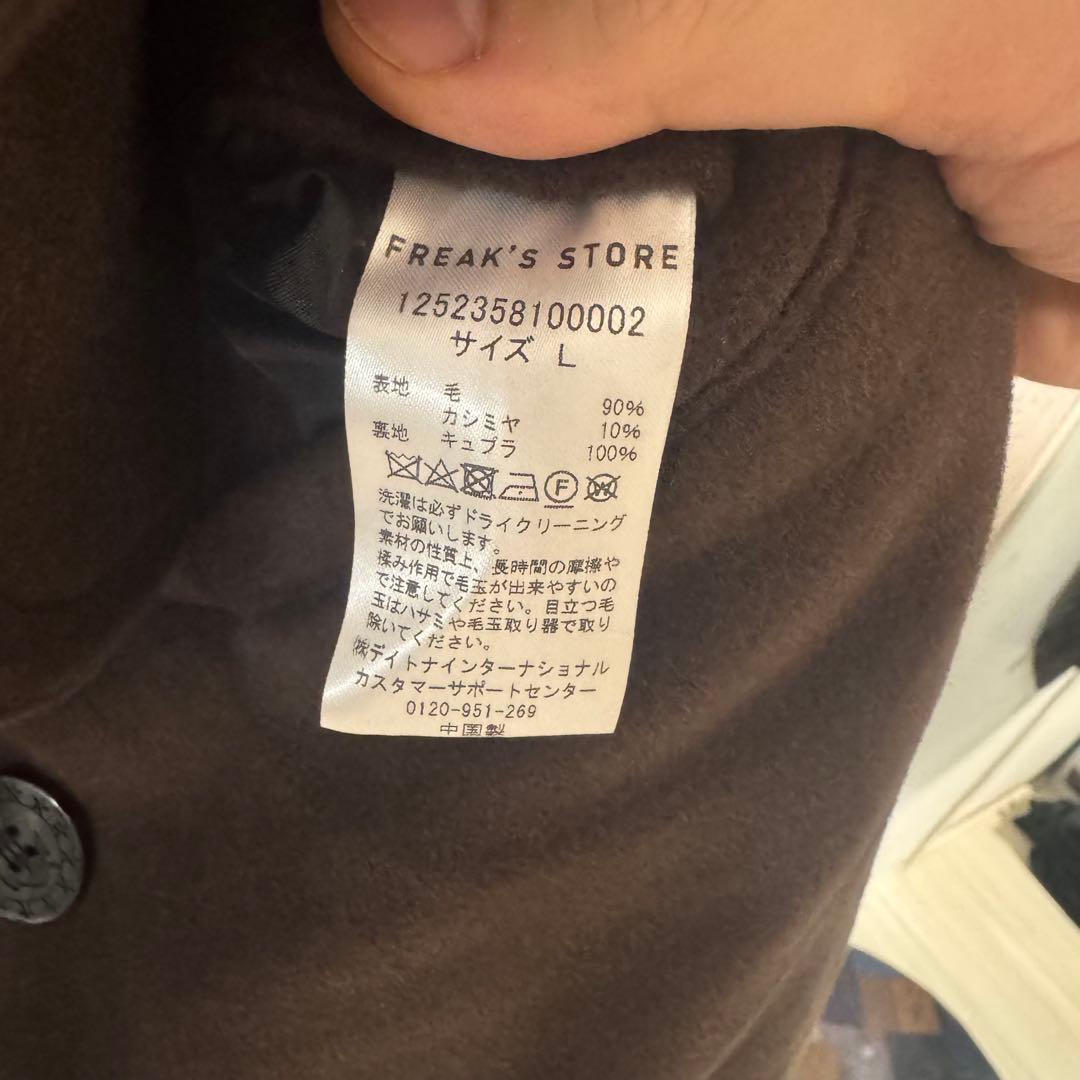 FREAK'S STORE
1252358100002
サイズ L
表地 毛 90%
カシミヤ 10%
裏地 キュプラ 100%
F W
洗濯は必ずドライクリーニング
でお願いします。
素材の性質上、長時間の摩擦や
揉み作用で毛玉が出来やすいの
で注意してください。目立つ毛
玉はハサミや毛玉取り器で取り
除いてください。
㈱デイトナインターナショナル
カスタマーサポートセンター
0120-951-269
中国製